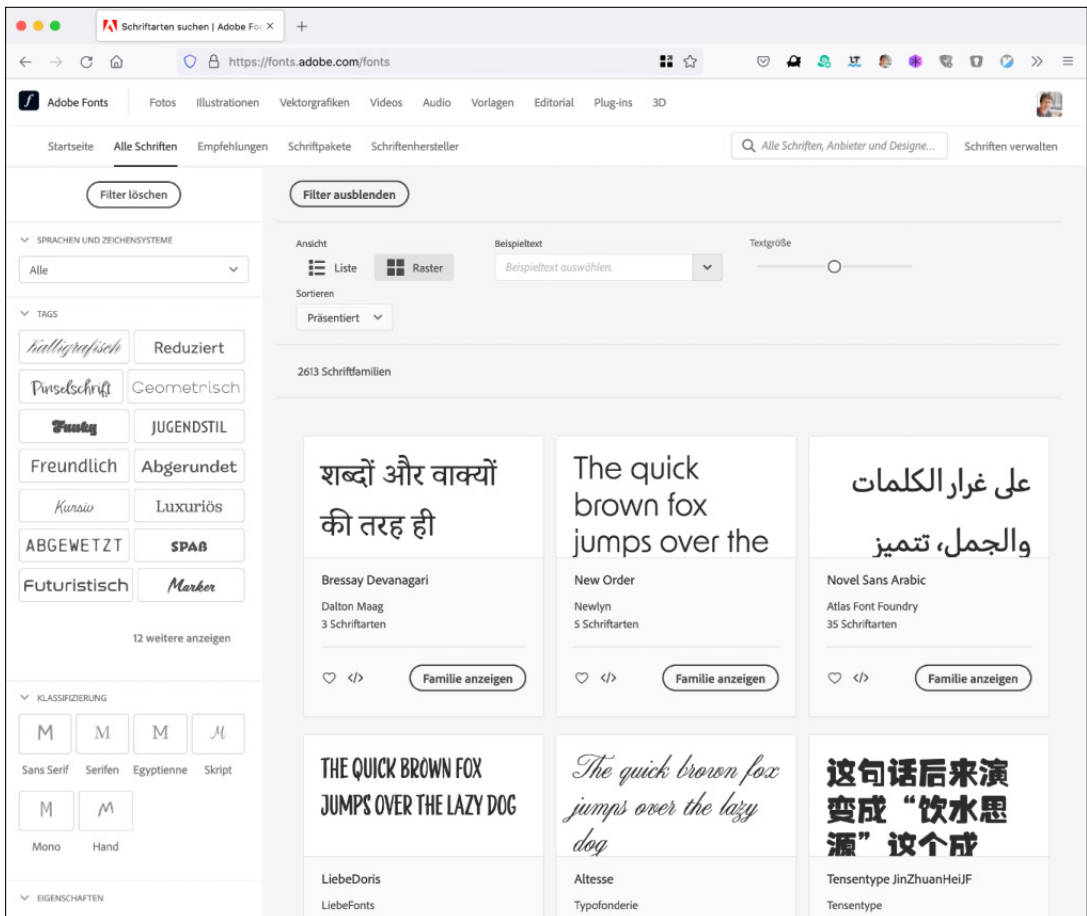 Schriftarten suchen | Adobe Fon
https://fonts.adobe.com/fonts
Adobe Fonts Fotos Illustrationen Vektorgrafiken Videos Audio Vorlagen Editorial Plug-ins 3D
Startseite Alle Schriften Empfehlungen Schriftpakete Schriftenhersteller Alle Schriften, Anbieter und Designe... Schriften verwalten
Filter löschen
SPRACHEN UND ZEICHENSYSTEME
Alle
TAGS
Kalligrafisch Reduziert
Pinselschrift Geometrisch
Funky JUGENDSTIL
Freundlich Abgerundet
Kursiv Luxuriös
ABGEWETZT SPAß
Futuristisch Marker
12 weitere anzeigen
KLASSIFIZIERUNG
M M M M
Sans Serif Serifen Egyptienne Skript
M M
Mono Hand
EIGENSCHAFTEN
Filter ausblenden
Ansicht Beispieltext Textgröße
Liste Raster Beispieltext auswählen.
Sortieren
Präsentiert
2613 Schriftfamilien
शब्दों और वाक्यों
की तरह ही
Bressay Devanagari
Dalton Maag
3 Schriftarten
</> Familie anzeigen
The quick
brown fox
jumps over the
New Order
Newlyn
5 Schriftarten
</> Familie anzeigen
على غرار الكلمات
والجمل، تتميز
Novel Sans Arabic
Atlas Font Foundry
35 Schriftarten
</> Familie anzeigen
THE QUICK BROWN FOX
JUMPS OVER THE LAZY DOG
LiebeDoris
LiebeFonts
The quick brown fox
jumps over the lazy
dog
Altesse
Typofonderie
这句话后来演
变成“饮水思
源”这个成
Tensentype JinZhuanHeiJF
Tensentype